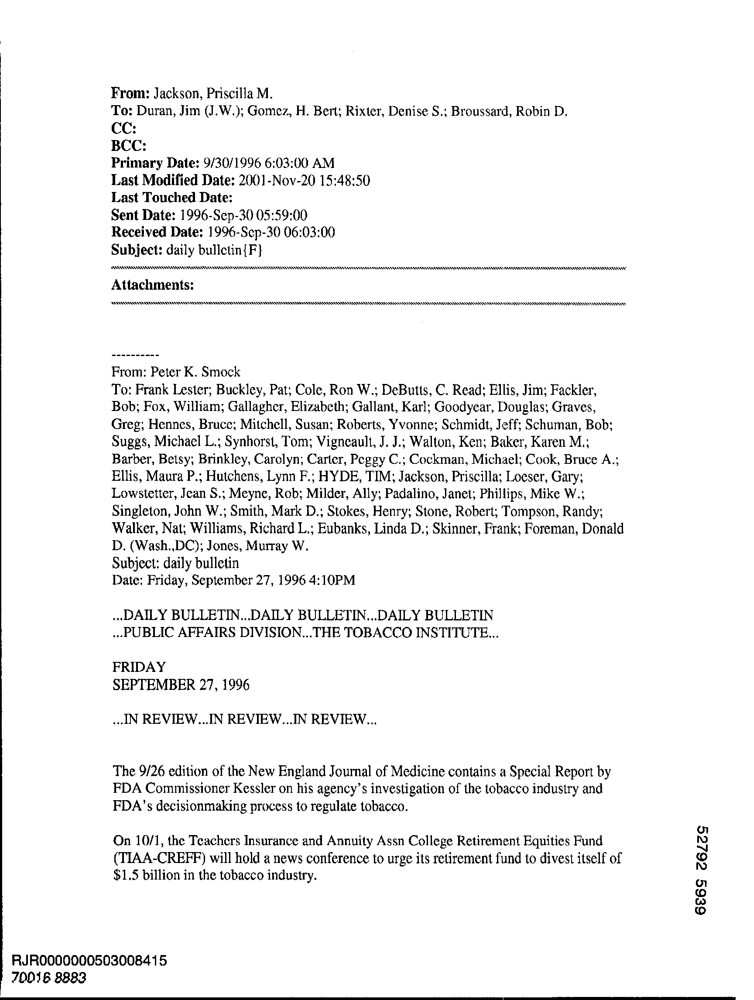 From: Jackson, Priscilla M.
To: Duran, Jim (J.W.); Gomez, H. Bert; Rixter, Denise S.; Broussard, Robin D.
CC:
BCC:
Primary Date: 9/30/1996 6:03:00 AM
Last Modified Date: 2001-Nov-20 15:48:50
Last Touched Date:
Sent Date: 1996-Sep-30 05:59:00
Received Date: 1996-Sep-30 06:03:00
Subject: daily bulletin{F}
Attachments:
----------
From: Peter K. Smock
To: Frank Lester; Buckley, Pat; Cole, Ron W.; DeButts, C. Read; Ellis, Jim; Fackler,
Bob; Fox, William; Gallagher, Elizabeth; Gallant, Karl; Goodyear, Douglas; Graves,
Greg; Hennes, Bruce; Mitchell, Susan; Roberts, Yvonne; Schmidt, Jeff; Schuman, Bob;
Suggs, Michael L.; Synhorst, Tom; Vigneault, J. J.; Walton, Ken; Baker, Karen M.;
Barber, Betsy; Brinkley, Carolyn; Carter, Peggy C.; Cockman, Michael; Cook, Bruce A.;
Ellis, Maura P.; Hutchens, Lynn F.; HYDE, TIM; Jackson, Priscilla; Loeser, Gary;
Lowstetter, Jean S.; Meyne, Rob; Milder, Ally; Padalino, Janet; Phillips, Mike W.;
Singleton, John W.; Smith, Mark D.; Stokes, Henry; Stone, Robert; Tompson, Randy;
Walker, Nat; Williams, Richard L.; Eubanks, Linda D.; Skinner, Frank; Foreman, Donald
D. (Wash.,DC); Jones, Murray W.
Subject: daily bulletin
Date: Friday, September 27, 1996 4:10PM
...DAILY BULLETIN...DAILY BULLETIN...DAILY BULLETIN
...PUBLIC AFFAIRS DIVISION...THE TOBACCO INSTITUTE...
FRIDAY
SEPTEMBER 27, 1996
...IN REVIEW...IN REVIEW...IN REVIEW...
The 9/26 edition of the New England Journal of Medicine contains a Special Report by
FDA Commissioner Kessler on his agency's investigation of the tobacco industry and
FDA's decisionmaking process to regulate tobacco.
On 10/1, the Teachers Insurance and Annuity Assn College Retirement Equities Fund
(TIAA-CREFF) will hold a news conference to urge its retirement fund to divest itself of
$1.5 billion in the tobacco industry.
52792 5939
RJR0000000503008415
70016 8883